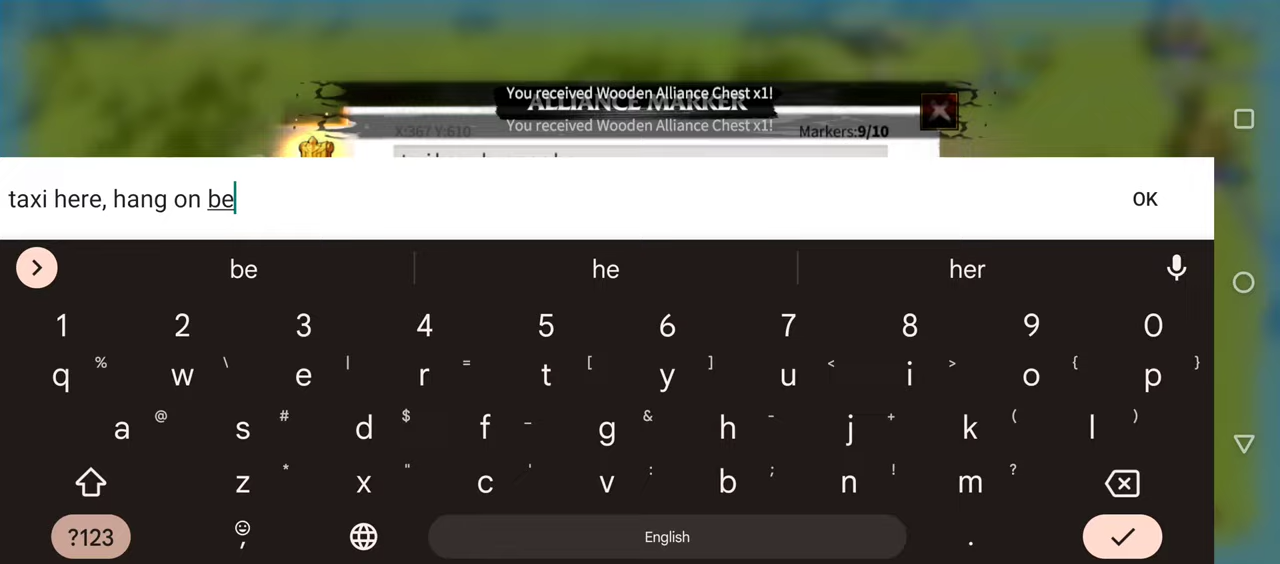 You received Wooden Alliance Chest x1!
ALLIANCE MARKER
You received Wooden Alliance Chest x1!
X:367 Y:610
Markers:9/10
taxi here, hang on be
OK
be
he
her
1 2 3 4 5 6 7 8 9 0
q % w \ e | r = t [ y ] u < i > o { p }
a @ s # d $ f - g & h - j + k ( l )
z * x " c ' v : b ; n ! m ?
?123 , English .